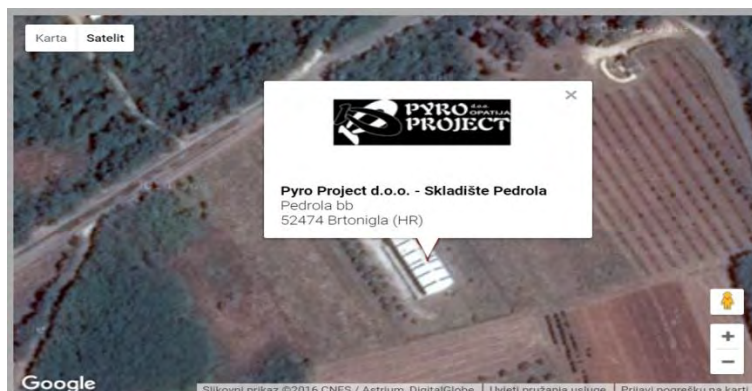 Karta Satelit
PYRO d.o.o. OPATIJA
PROJECT
Pyro Project d.o.o. - Skladište Pedrola
Pedrola bb
52474 Brtonigla (HR)
Google
Slikovni prikaz ©2016 CNES / Astrium, DigitalGlobe Uvjeti pružanja usluge Prijavi pogrešku na karti